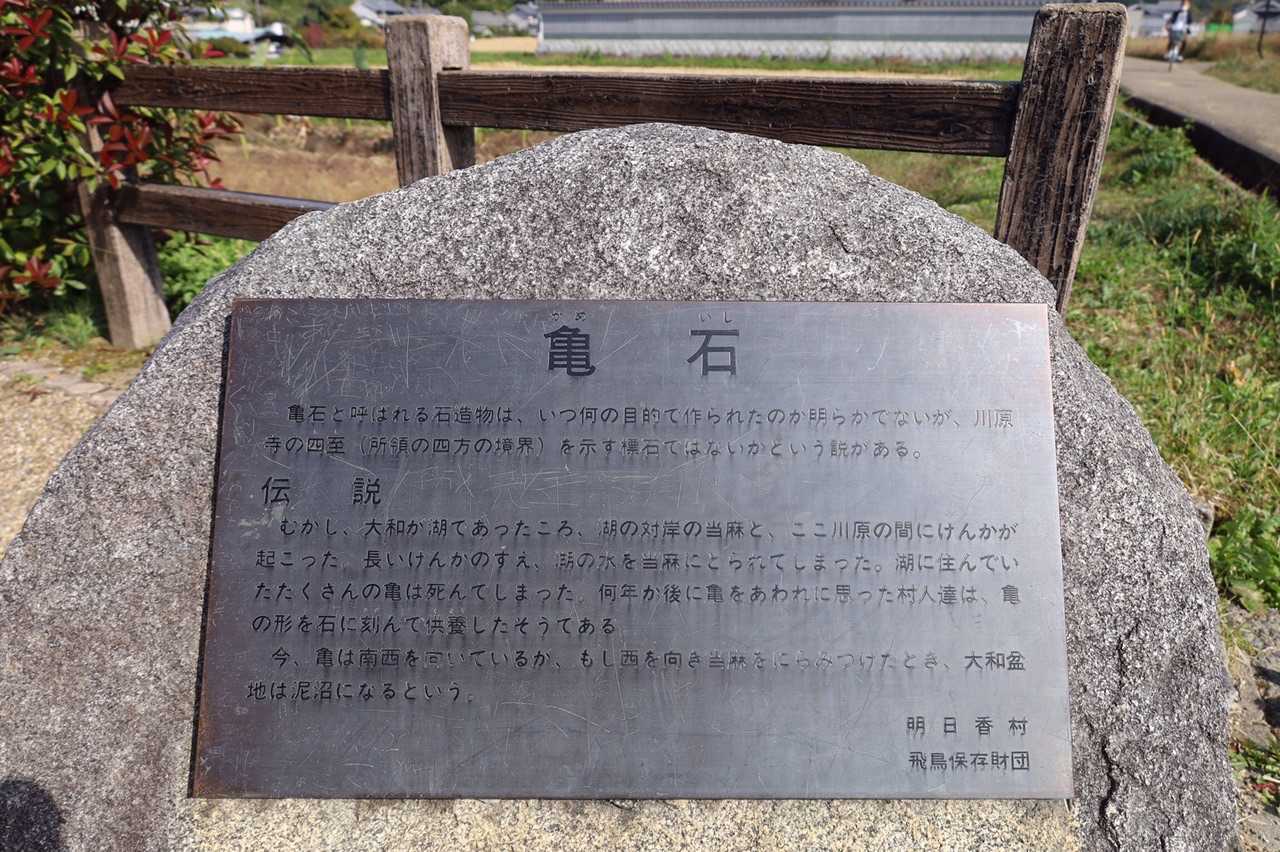 かめ いし
亀石
亀石と呼ばれる石造物は、いつ何の目的で作られたのか明らかでないが、川原
寺の四至（所領の四方の境界）を示す標石ではないかという説がある。
伝説
むかし、大和が湖であったころ、湖の対岸の当麻と、ここ川原の間にけんかが
起こった。長いけんかのすえ、湖の水を当麻にとられてしまった。湖に住んでい
たたくさんの亀は死んでしまった。何年か後に亀をあわれに思った村人達は、亀
の形を石に刻んで供養したそうである
今、亀は南西を向いているが、もし西を向き当麻をにらみつけたとき、大和盆
地は泥沼になるという。
明日香村
飛鳥保存財団